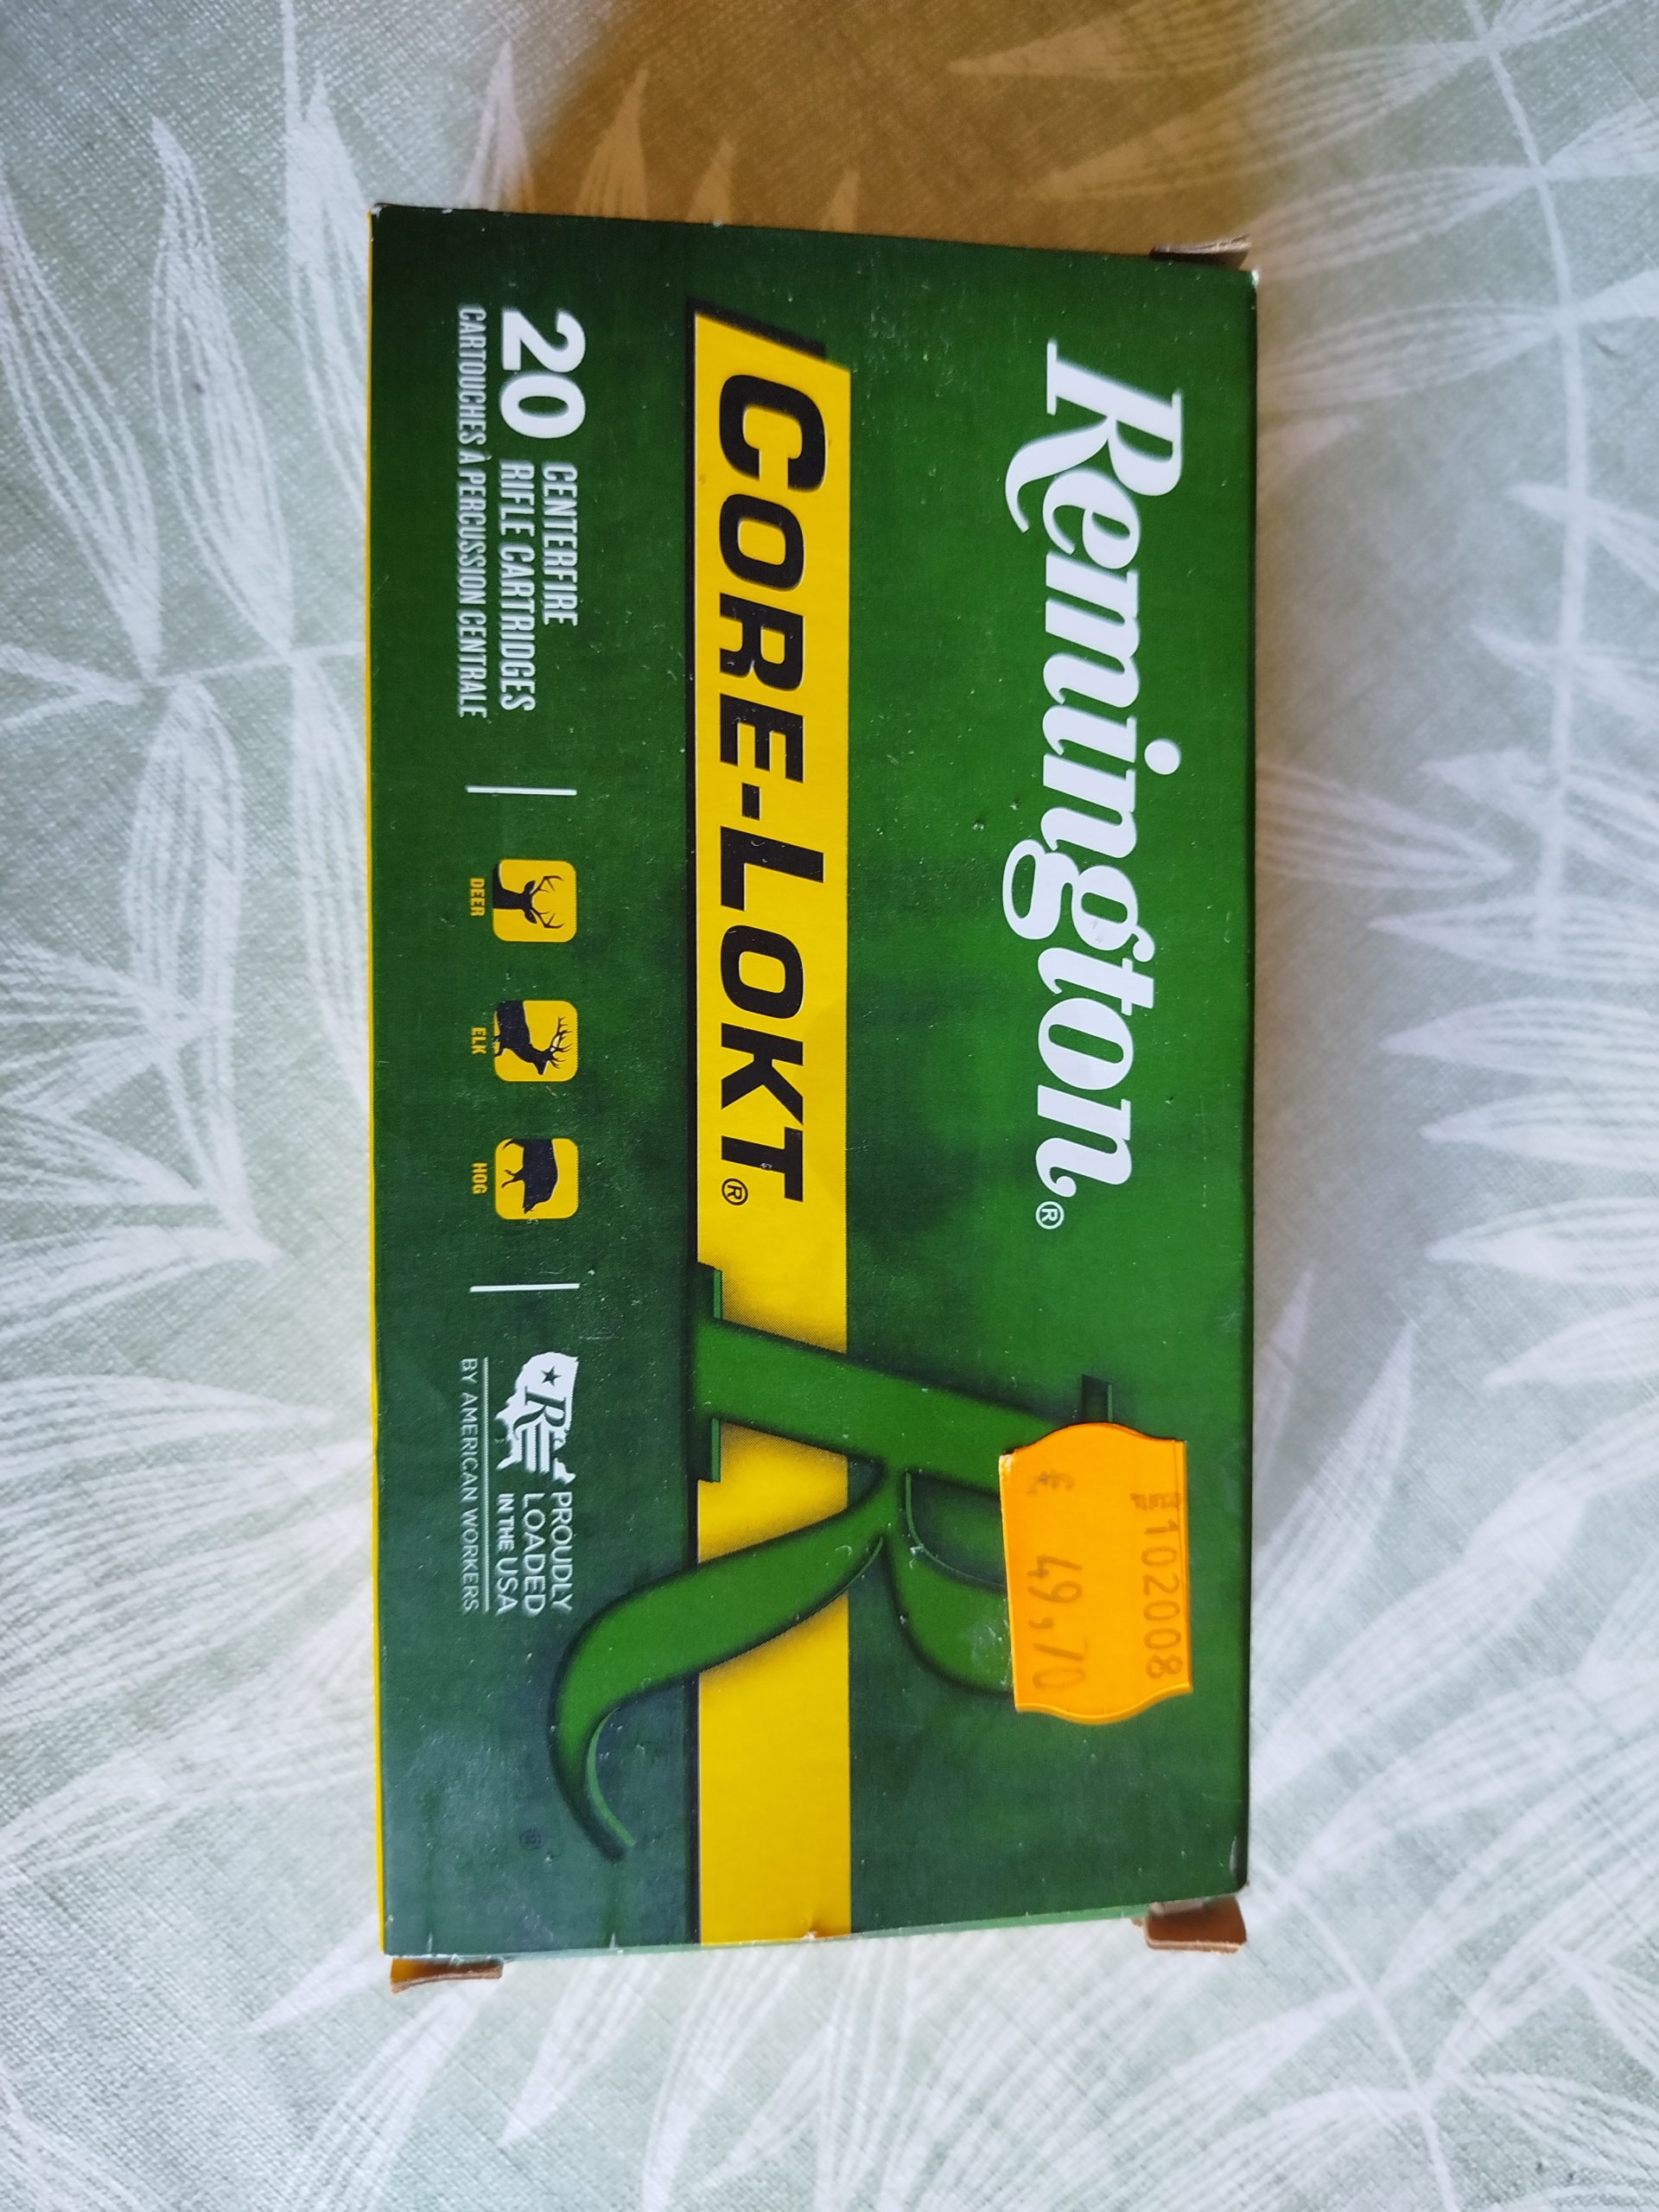 Remington®
CORE-LOKT®
20 CENTERFIRE
RIFLE CARTRIDGES
CARTOUCHES À PERCUSSION CENTRALE
DEER
ELK
HOG
R
PROUDLY
LOADED
IN THE USA
BY AMERICAN WORKERS
R
®
1102008
€ 49,70